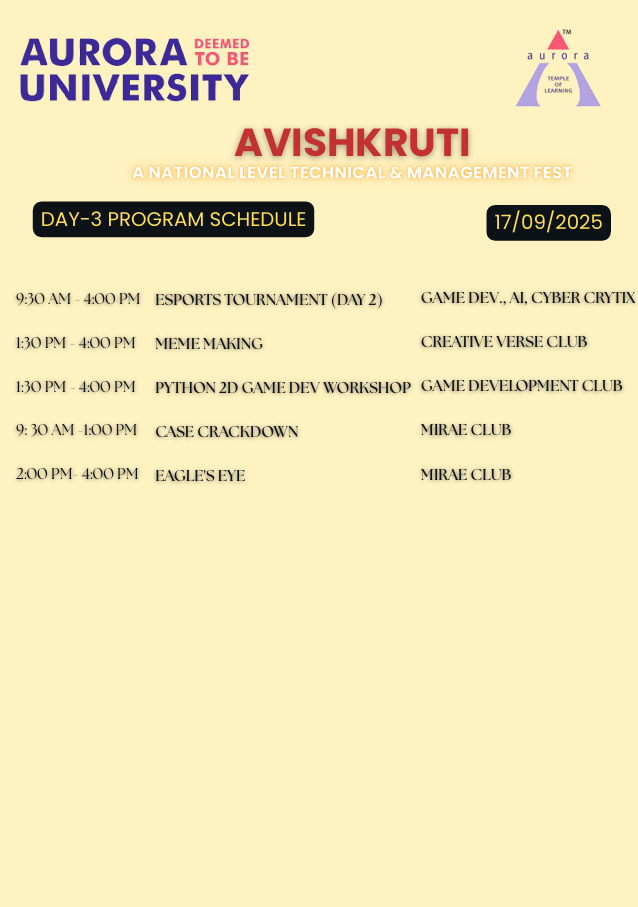 AURORA DEEMED TO BE
UNIVERSITY
TM
aurora
TEMPLE
OF
LEARNING
AVISHKRUTI
A NATIONAL LEVEL TECHNICAL & MANAGEMENT FEST
DAY-3 PROGRAM SCHEDULE 17/09/2025
9:30 AM - 4:00 PM ESPORTS TOURNAMENT (DAY 2) GAME DEV., AI, CYBER CRYTIX
1:30 PM - 4:00 PM MEME MAKING CREATIVE VERSE CLUB
1:30 PM - 4:00 PM PYTHON 2D GAME DEV WORKSHOP GAME DEVELOPMENT CLUB
9: 30 AM -1:00 PM CASE CRACKDOWN MIRAE CLUB
2:00 PM- 4:00 PM EAGLE'S EYE MIRAE CLUB